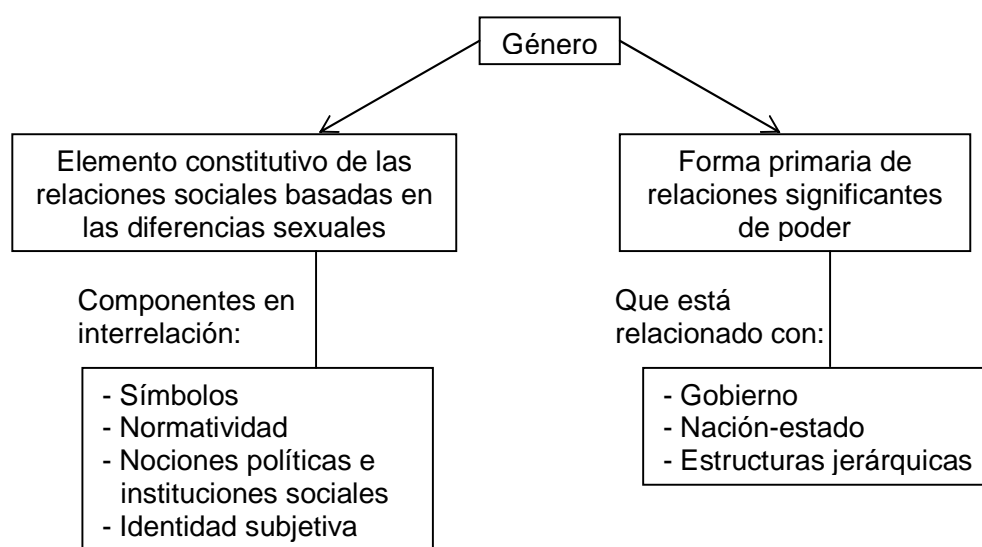 Género
Elemento constitutivo de las
relaciones sociales basadas en
las diferencias sexuales
Forma primaria de
relaciones significantes
de poder
Componentes en
interrelación:
Que está
relacionado con:
- Símbolos
- Normatividad
- Nociones políticas e
instituciones sociales
- Identidad subjetiva
- Gobierno
- Nación-estado
- Estructuras jerárquicas